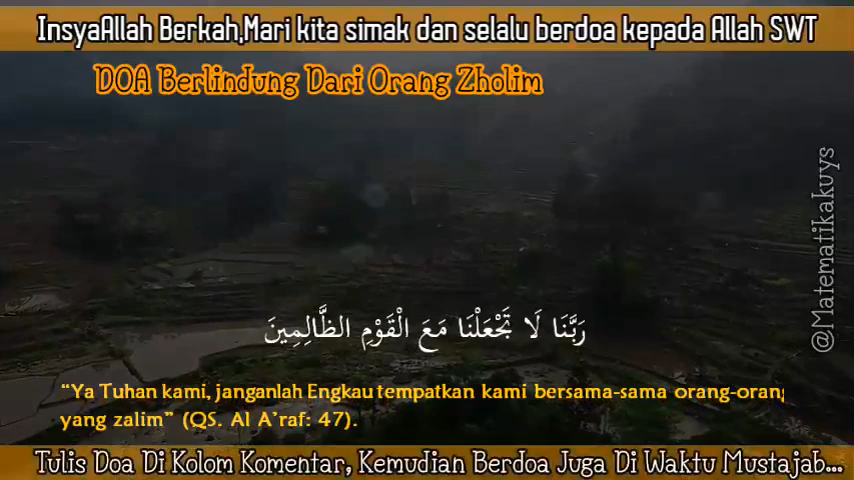 InsyaAllah Berkah,Mari kita simak dan selalu berdoa kepada Allah SWT
DOA Berlindung Dari Orang Zholim
@Matematikakuys
رَبَّنَا لَا تَجْعَلْنَا مَعَ الْقَوْمِ الظَّالِمِينَ
“Ya Tuhan kami, janganlah Engkau tempatkan kami bersama-sama orang-orang
yang zalim” (QS. Al A’raf: 47).
Tulis Doa Di Kolom Komentar, Kemudian Berdoa Juga Di Waktu Mustajab...